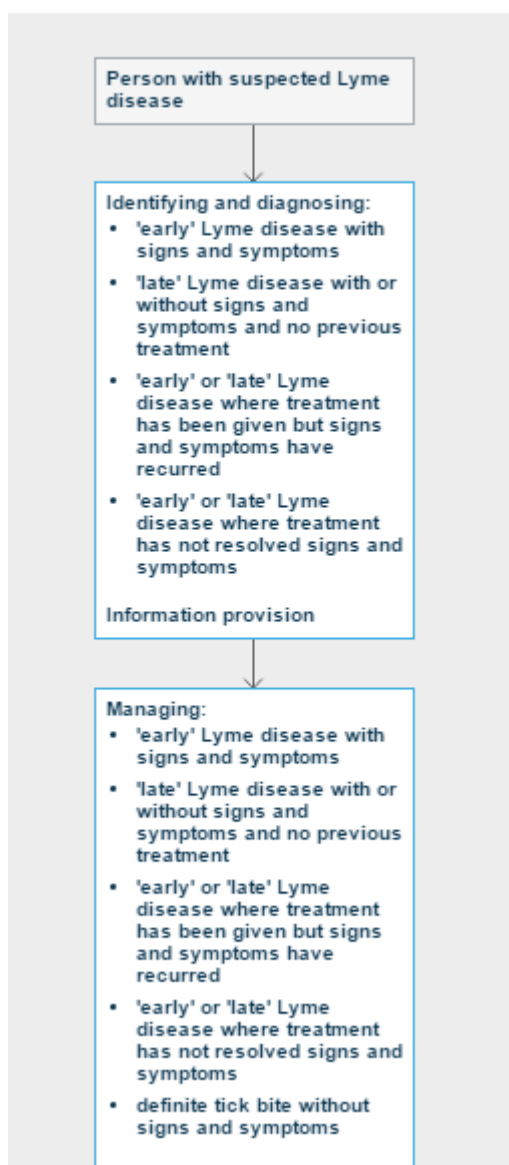 Person with suspected Lyme
disease
Identifying and diagnosing:
• 'early' Lyme disease with
signs and symptoms
• 'late' Lyme disease with or
without signs and
symptoms and no previous
treatment
• 'early' or 'late' Lyme
disease where treatment
has been given but signs
and symptoms have
recurred
• 'early' or 'late' Lyme
disease where treatment
has not resolved signs and
symptoms
Information provision
Managing:
• 'early' Lyme disease with
signs and symptoms
• 'late' Lyme disease with or
without signs and
symptoms and no previous
treatment
• 'early' or 'late' Lyme
disease where treatment
has been given but signs
and symptoms have
recurred
• 'early' or 'late' Lyme
disease where treatment
has not resolved signs and
symptoms
• definite tick bite without
signs and symptoms